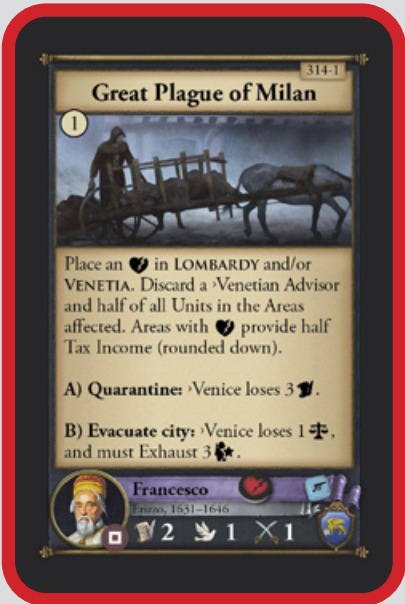 314-1
Great Plague of Milan
1
Place an in LOMBARDY and/or
VENETIA. Discard a ›Venetian Advisor
and half of all Units in the Areas
affected. Areas with provide half
Tax Income (rounded down).
A) Quarantine: ›Venice loses 3 .
B) Evacuate city: ›Venice loses 1 ,
and must Exhaust 3 .
Francesco
Erizzo, 1631–1646
2 1 1